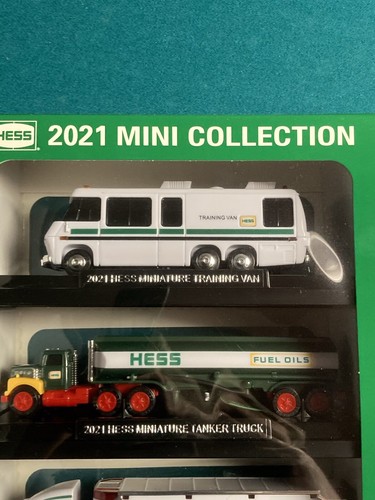 HESS 2021 MINI COLLECTION
TRAINING VAN HESS
2021 HESS MINIATURE TRAINING VAN
HESS FUEL OILS
2021 HESS MINIATURE TANKER TRUCK